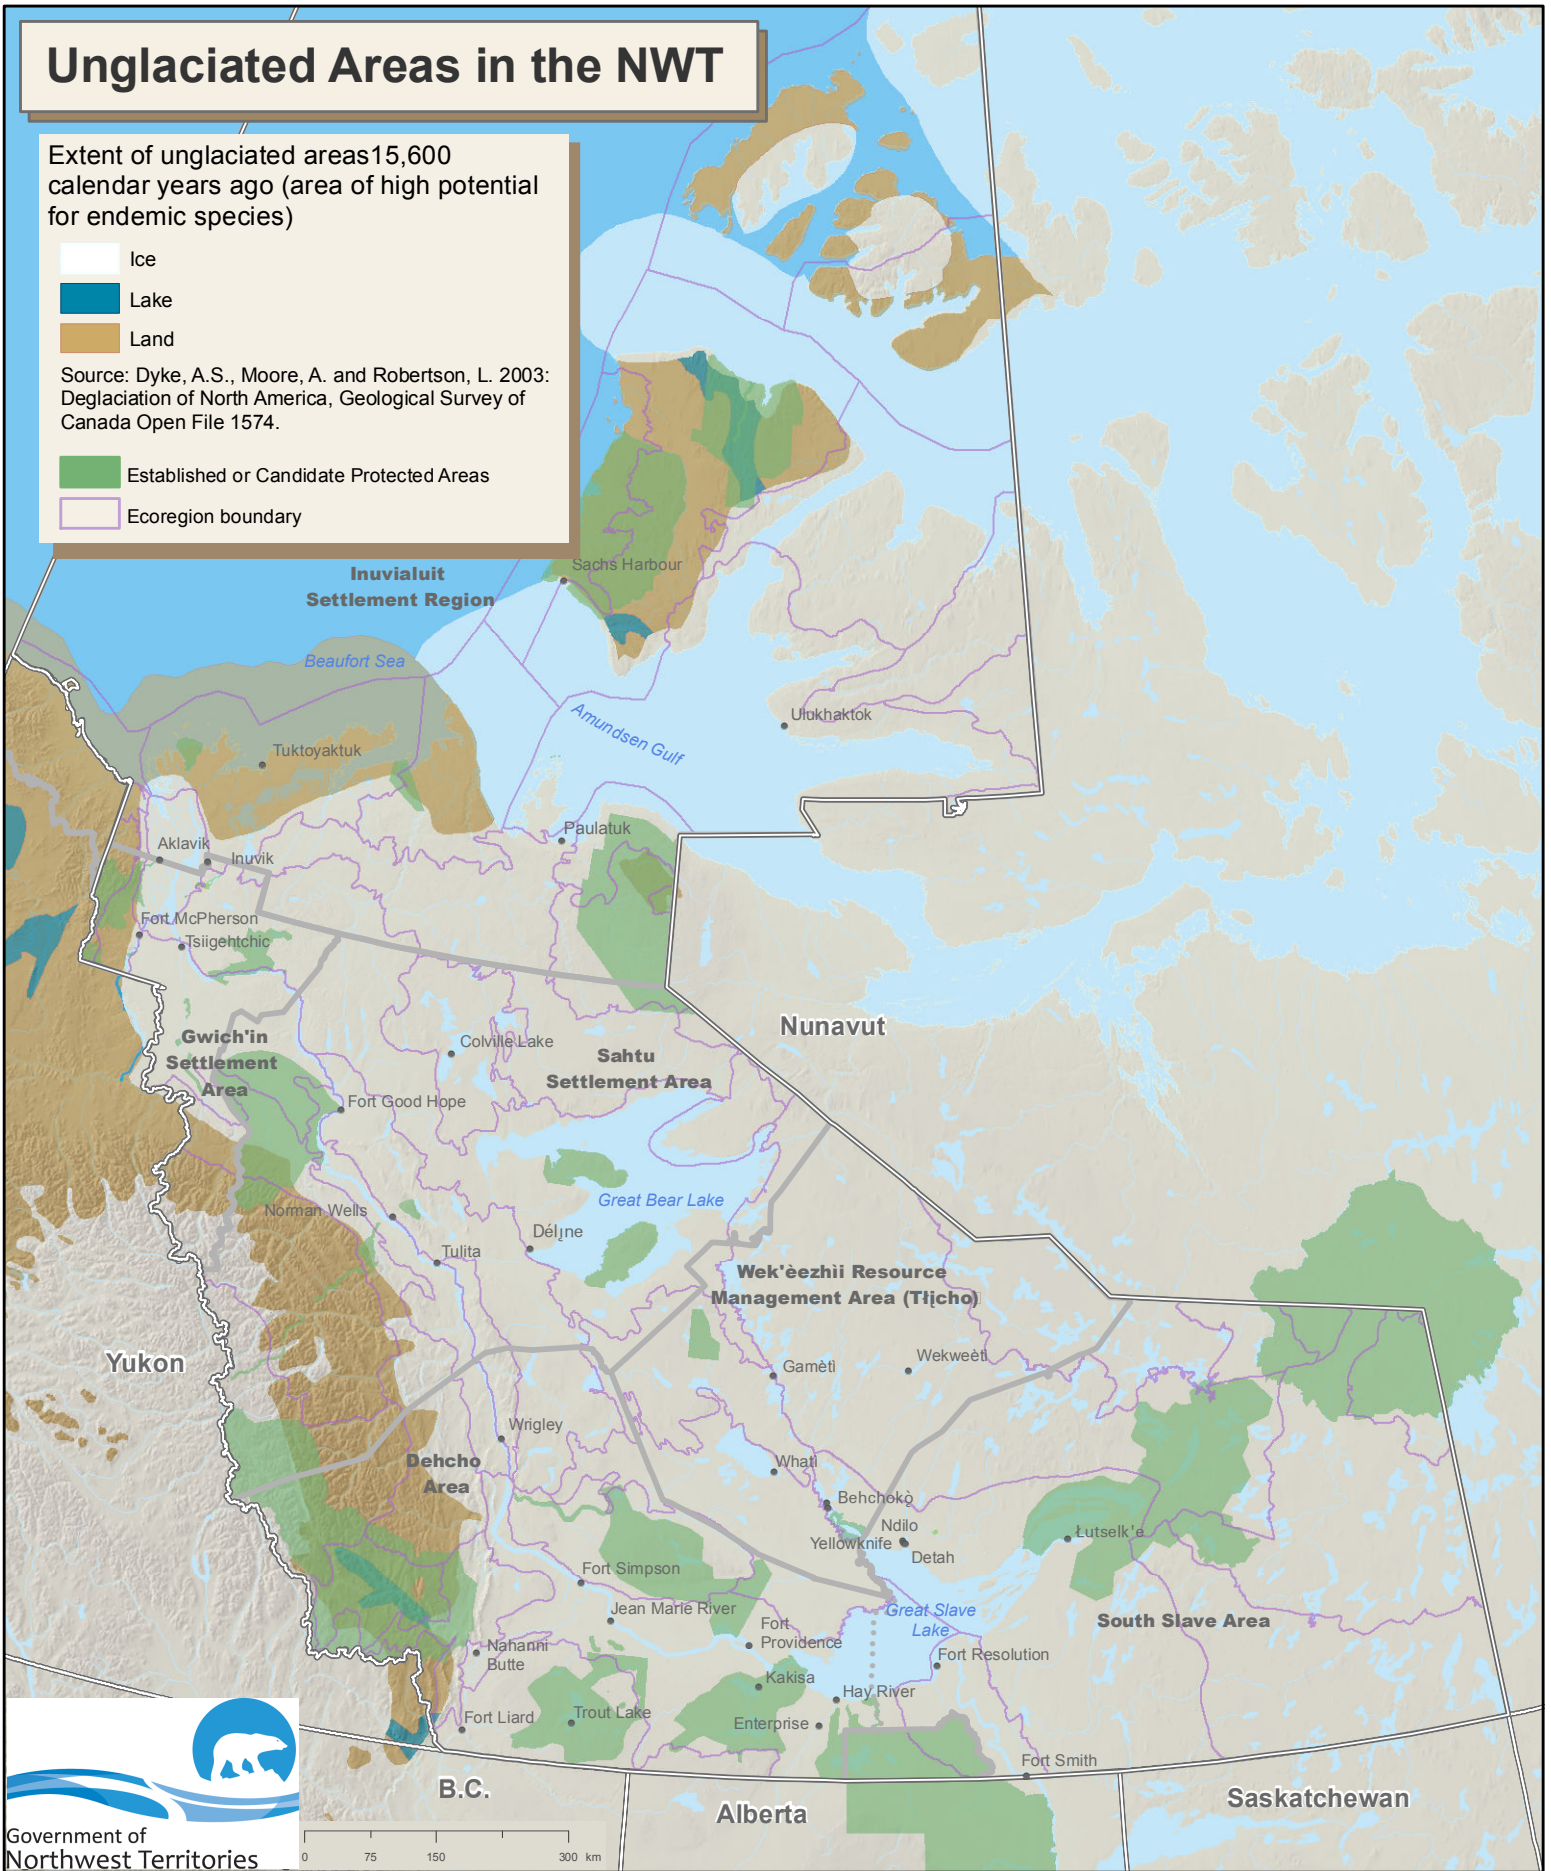 Unglaciated Areas in the NWT
Extent of unglaciated areas15,600
calendar years ago (area of high potential
for endemic species)
Ice
Lake
Land
Source: Dyke, A.S., Moore, A. and Robertson, L. 2003:
Deglaciation of North America, Geological Survey of
Canada Open File 1574.
Established or Candidate Protected Areas
Ecoregion boundary
Sachs Harbour
Inuvialuit
Settlement Region
Beaufort Sea
Amundsen Gulf
Ulukhaktok
Tuktoyaktuk
Paulatuk
Aklavik
Inuvik
Fort McPherson
Tsiigehtchic
Nunavut
Gwich'in
Settlement
Area
Colville Lake
Sahtu
Settlement Area
Fort Good Hope
Great Bear Lake
Norman Wells
Délı̨ne
Tulita
Wek'èezhìi Resource
Management Area (Tłı̨cho)
Yukon
Gamètì
Wekweètì
Wrigley
Dehcho
Area
Whatì
Behchokǫ̀
Ndilo
Yellowknife
Detah
Łutselk'e
Fort Simpson
Jean Marie River
Great Slave
Lake
South Slave Area
Fort
Providence
Nahanni
Butte
Fort Resolution
Kakisa
Hay River
Fort Liard
Trout Lake
Enterprise
Fort Smith
B.C.
Alberta
Saskatchewan
Government of
Northwest Territories
0 75 150 300 km